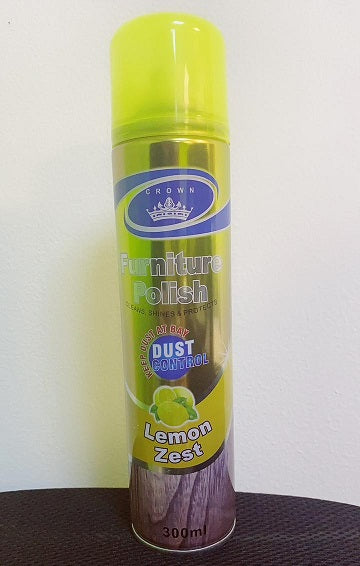 CROWN
Furniture
Polish
CLEANS, SHINES & PROTECTS
KEEP DUST AT BAY
DUST
CONTROL
Lemon
Zest
300ml